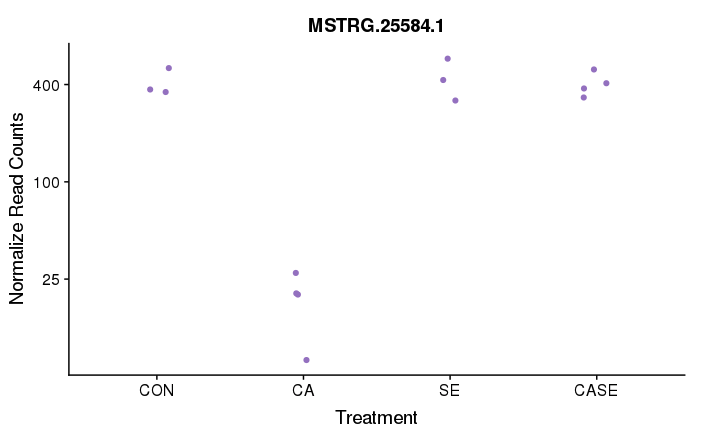 MSTRG.25584.1
Normalize Read Counts
400
100
25
CON CA SE CASE
Treatment